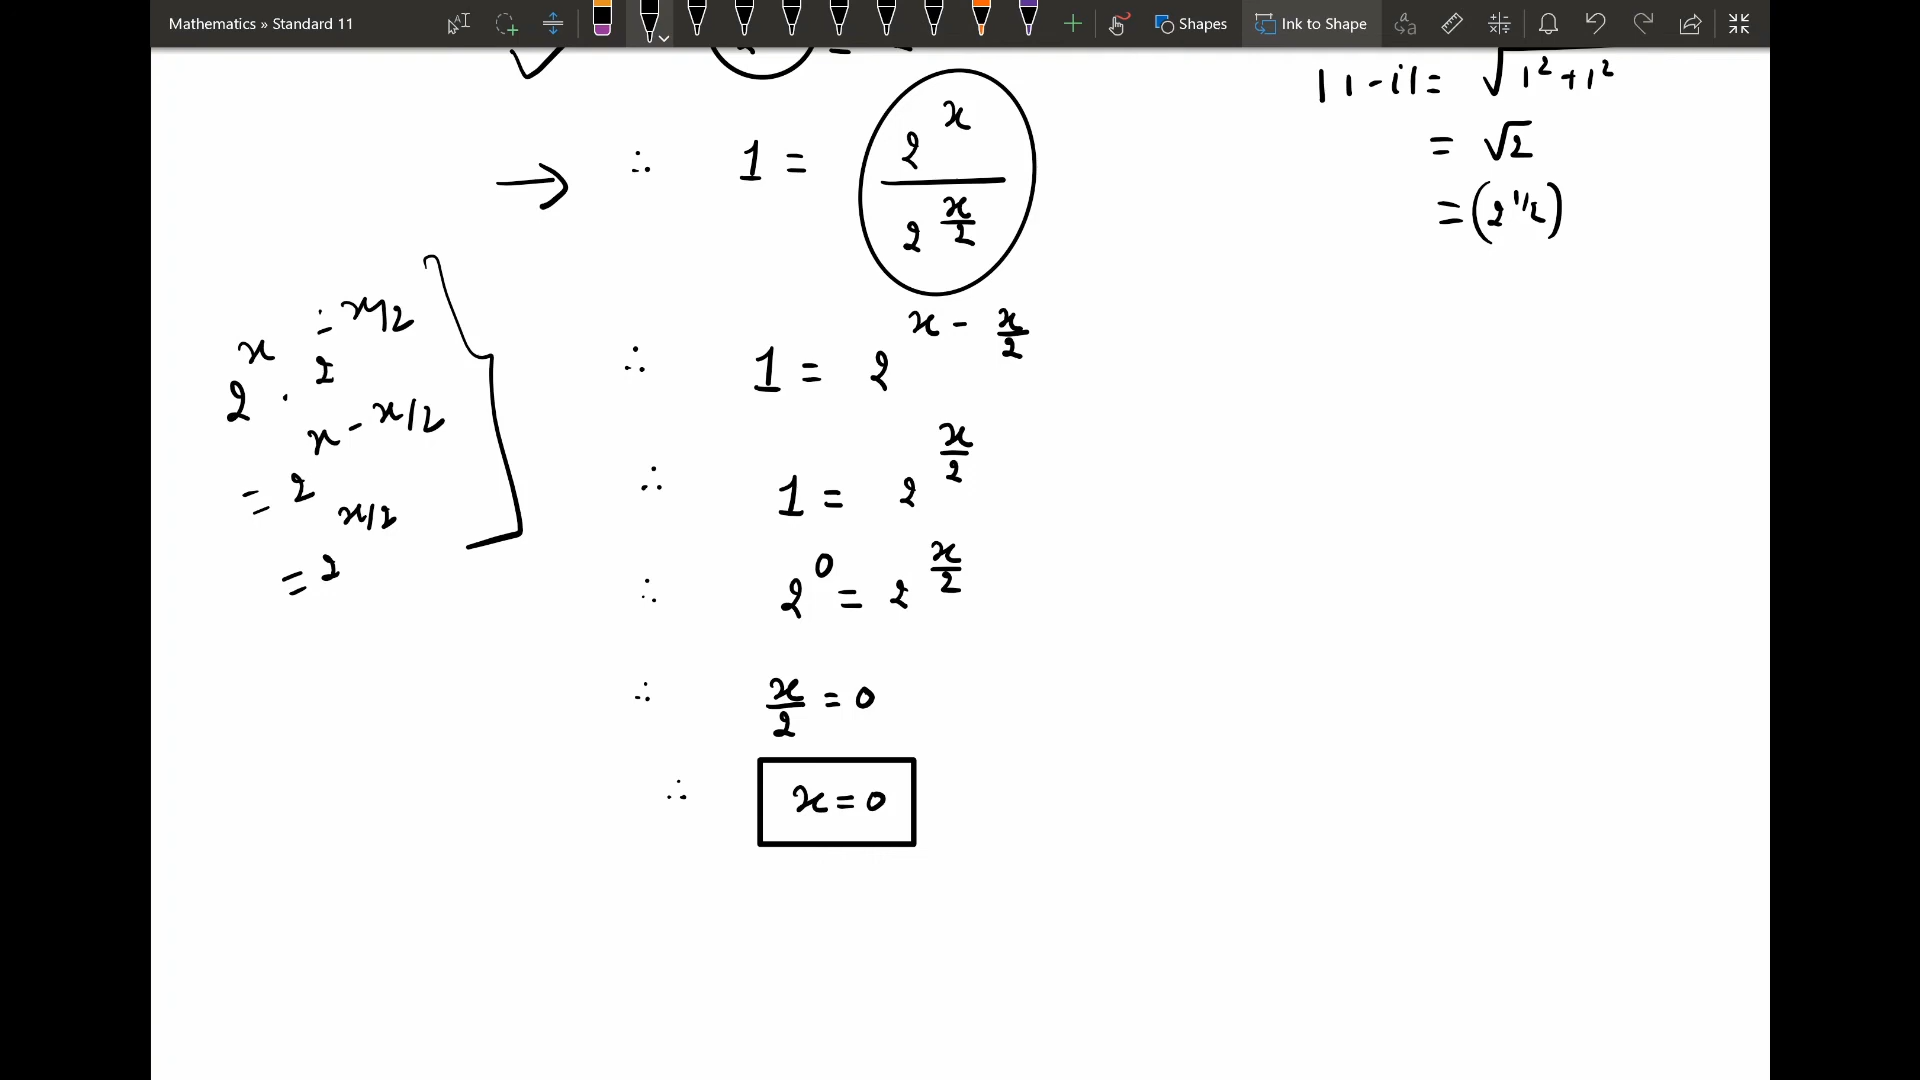 Mathematics » Standard 11
Shapes
Ink to Shape
|1-i| = √1²+1²
= √2
= (2^1/2)
→ ∴ 1 = 2^x / 2^(x/2)
∴ 1 = 2^(x - x/2)
∴ 1 = 2^(x/2)
∴ 2^0 = 2^(x/2)
∴ x/2 = 0
∴ x = 0
2^x · 2^(-x/2)
= 2^(x - x/2)
= 2^(x/2)